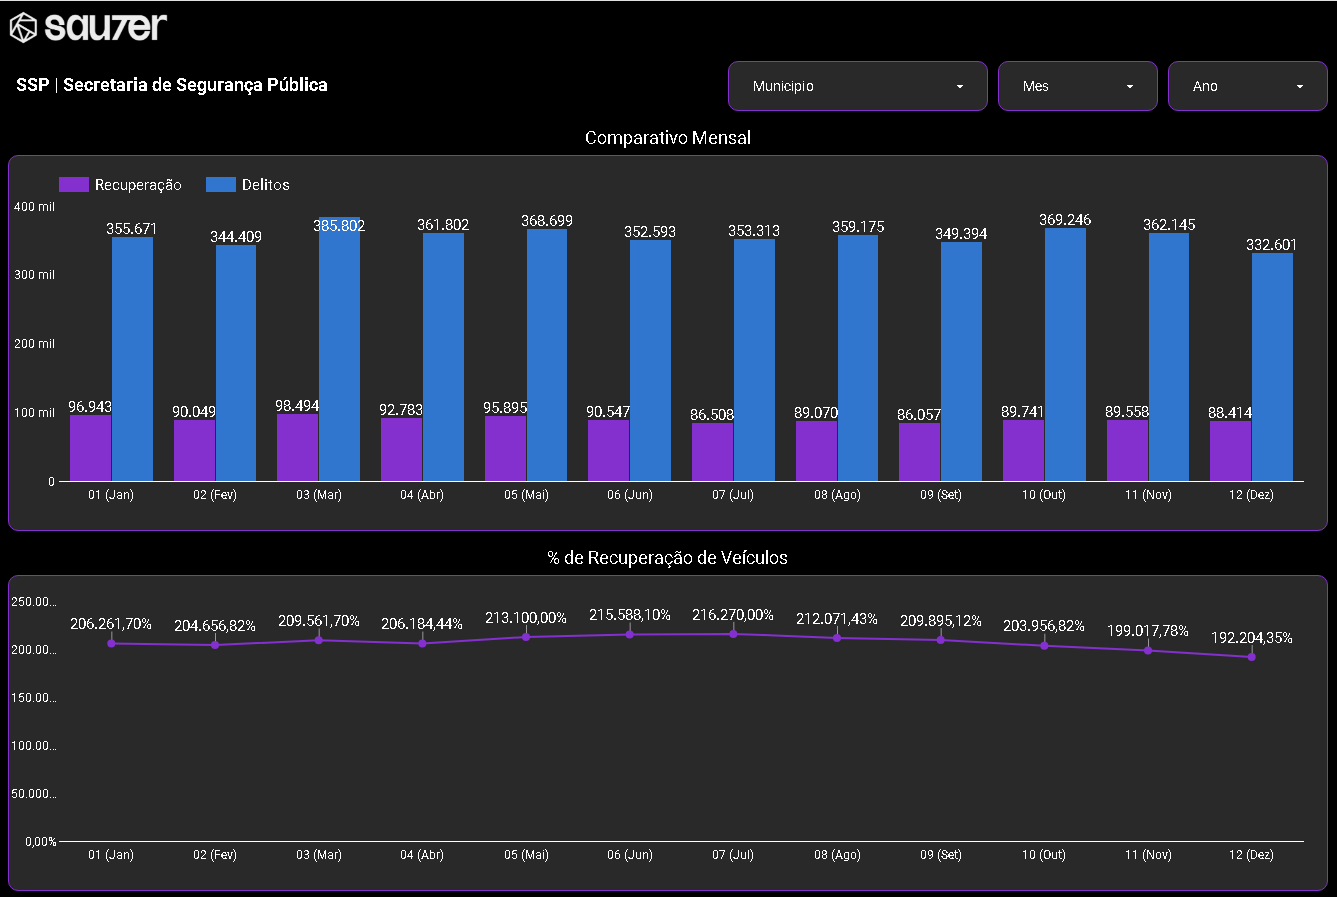 sau7er
SSP | Secretaria de Segurança Pública
Municipio
Mes
Ano
Comparativo Mensal
Recuperação
Delitos
400 mil
300 mil
200 mil
100 mil
0
355.671
344.409
385.802
361.802
368.699
352.593
353.313
359.175
349.394
369.246
362.145
332.601
96.943
90.049
98.494
92.783
95.895
90.547
86.508
89.070
86.057
89.741
89.558
88.414
01 (Jan)
02 (Fev)
03 (Mar)
04 (Abr)
05 (Mai)
06 (Jun)
07 (Jul)
08 (Ago)
09 (Set)
10 (Out)
11 (Nov)
12 (Dez)
% de Recuperação de Veículos
250.00...
200.00...
150.00...
100.00...
50.000...
0,00%
206.261,70%
204.656,82%
209.561,70%
206.184,44%
213.100,00%
215.588,10%
216.270,00%
212.071,43%
209.895,12%
203.956,82%
199.017,78%
192.204,35%
01 (Jan)
02 (Fev)
03 (Mar)
04 (Abr)
05 (Mai)
06 (Jun)
07 (Jul)
08 (Ago)
09 (Set)
10 (Out)
11 (Nov)
12 (Dez)